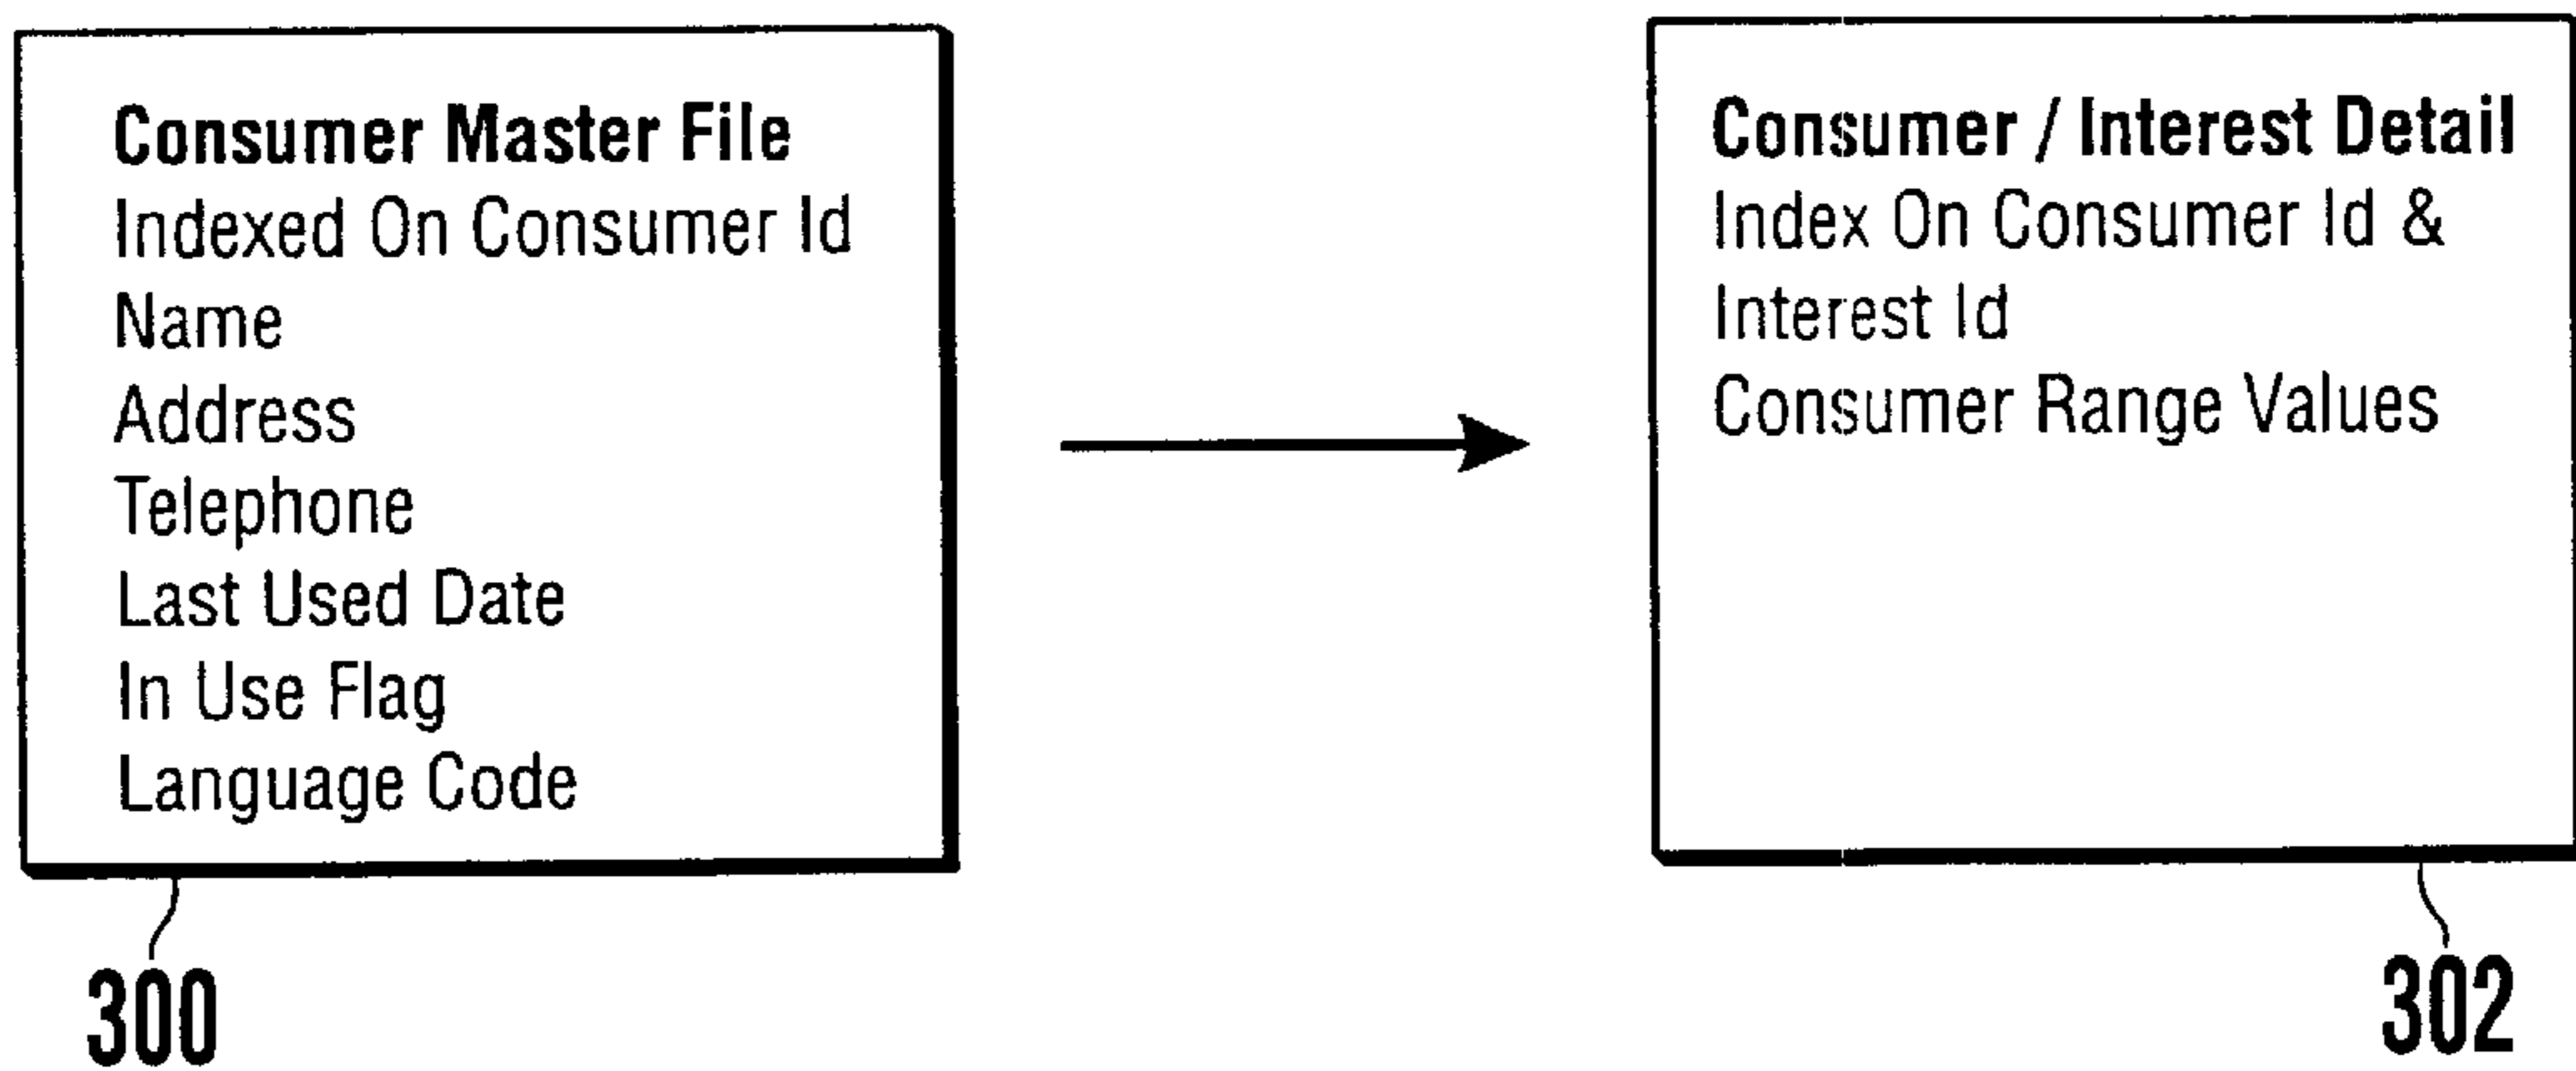 Consumer Master File
Indexed On Consumer Id
Name
Address
Telephone
Last Used Date
In Use Flag
Language Code
300
Consumer / Interest Detail
Index On Consumer Id &
Interest Id
Consumer Range Values
302